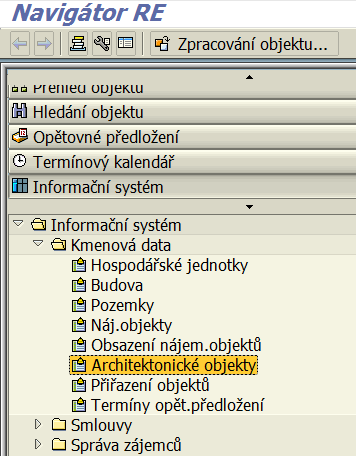 Navigátor RE
Zpracování objektu...
Přehled objektu
Hledání objektu
Opětovné předložení
Termínový kalendář
Informační systém
Informační systém
Kmenová data
Hospodářské jednotky
Budova
Pozemky
Náj.objekty
Obsazení nájem.objektů
Architektonické objekty
Přiřazení objektů
Termíny opět.předložení
Smlouvy
Správa zájemců